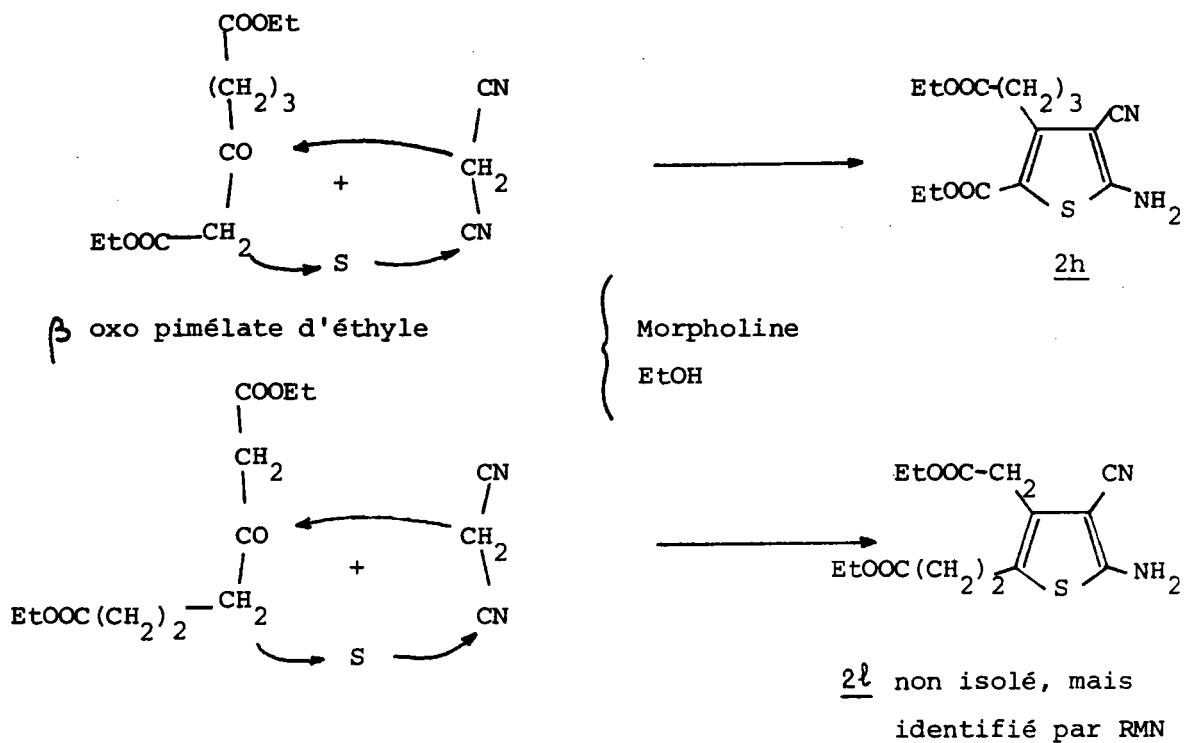 COOEt
(CH2)3
CO
+
EtOOC—CH2
S
CN
CH2
CN
EtOOC-(CH2)3
CN
EtOOC
S
NH2
2h
β oxo pimélate d'éthyle
Morpholine
EtOH
COOEt
CH2
CO
+
EtOOC(CH2)2—CH2
S
CN
CH2
CN
EtOOC-CH2
CN
EtOOC(CH2)2
S
NH2
2ℓ non isolé, mais
identifié par RMN